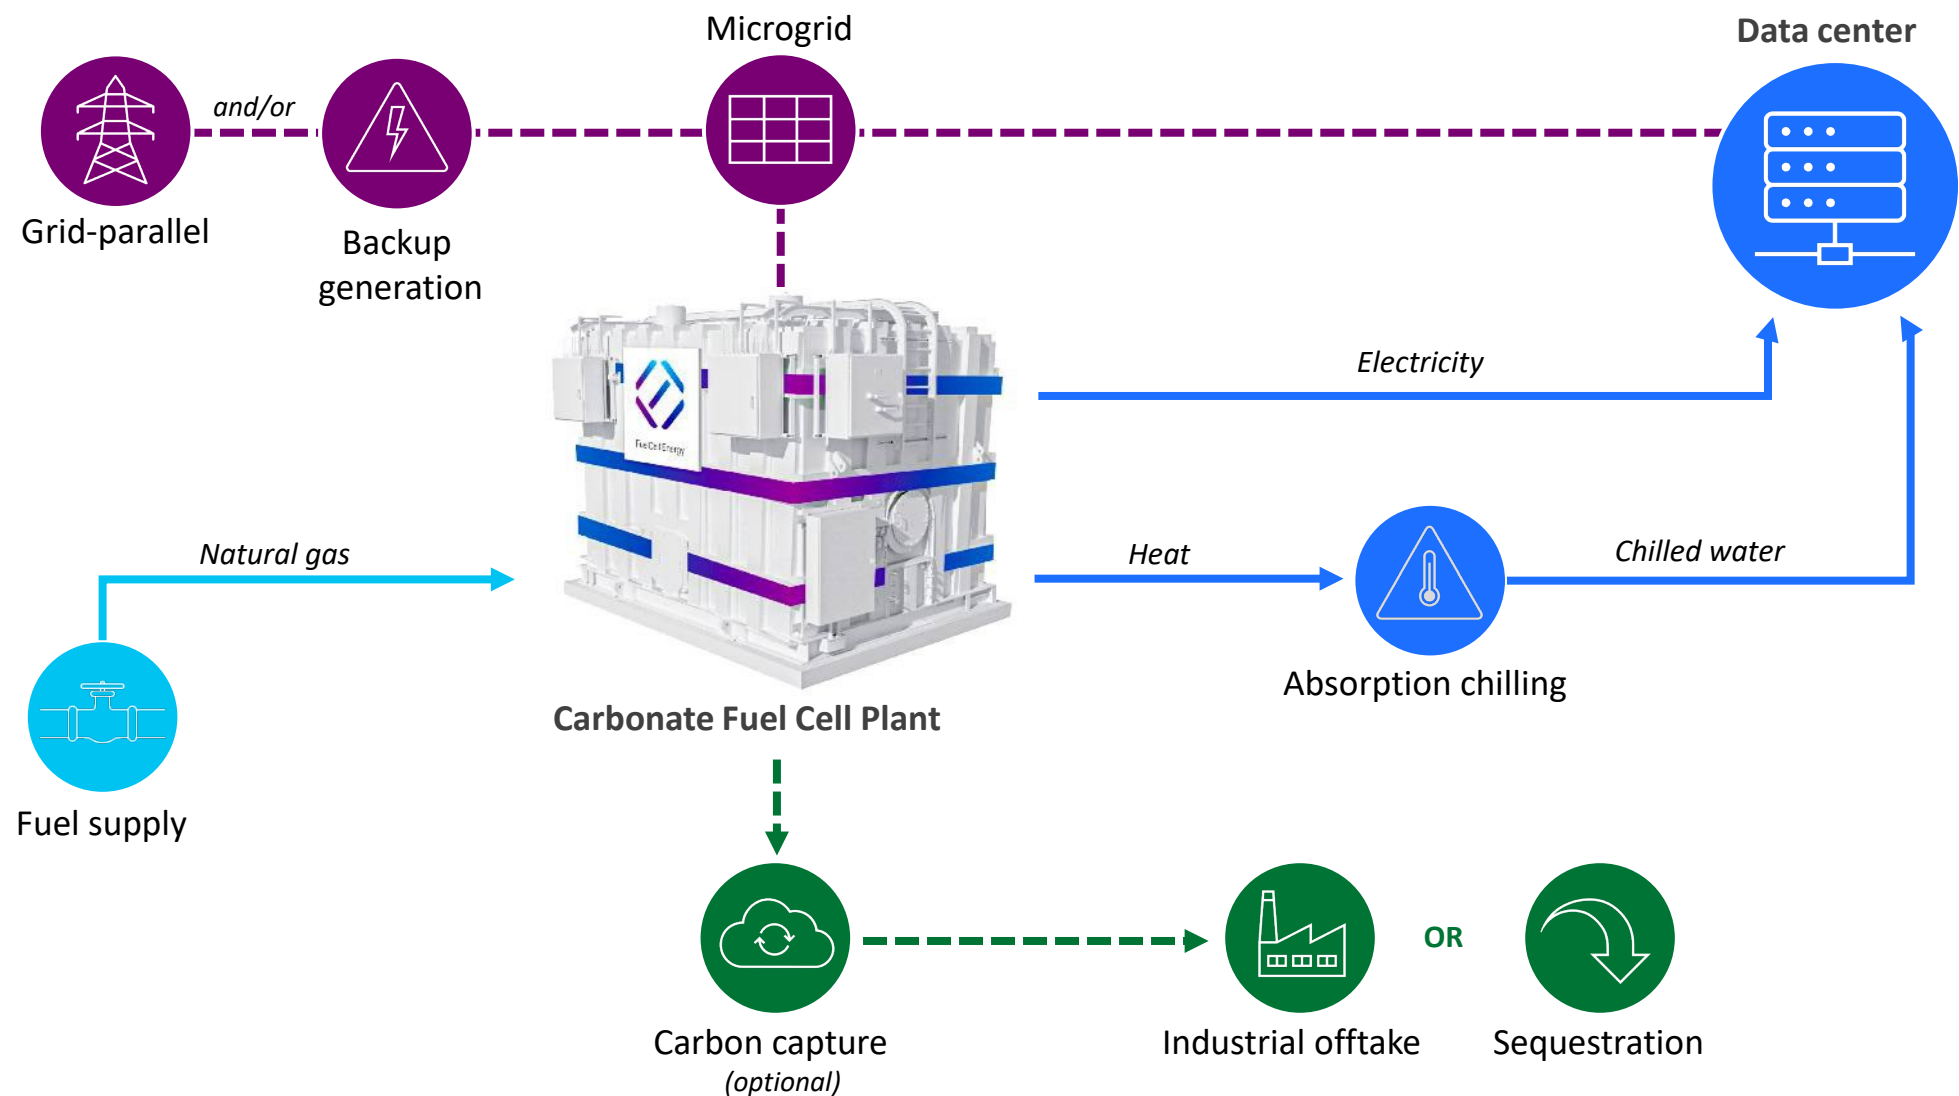 Microgrid
Data center
and/or
Grid-parallel
Backup
generation
Electricity
FuelCellEnergy
Natural gas
Heat
Chilled water
Absorption chilling
Carbonate Fuel Cell Plant
Fuel supply
OR
Carbon capture
(optional)
Industrial offtake
Sequestration